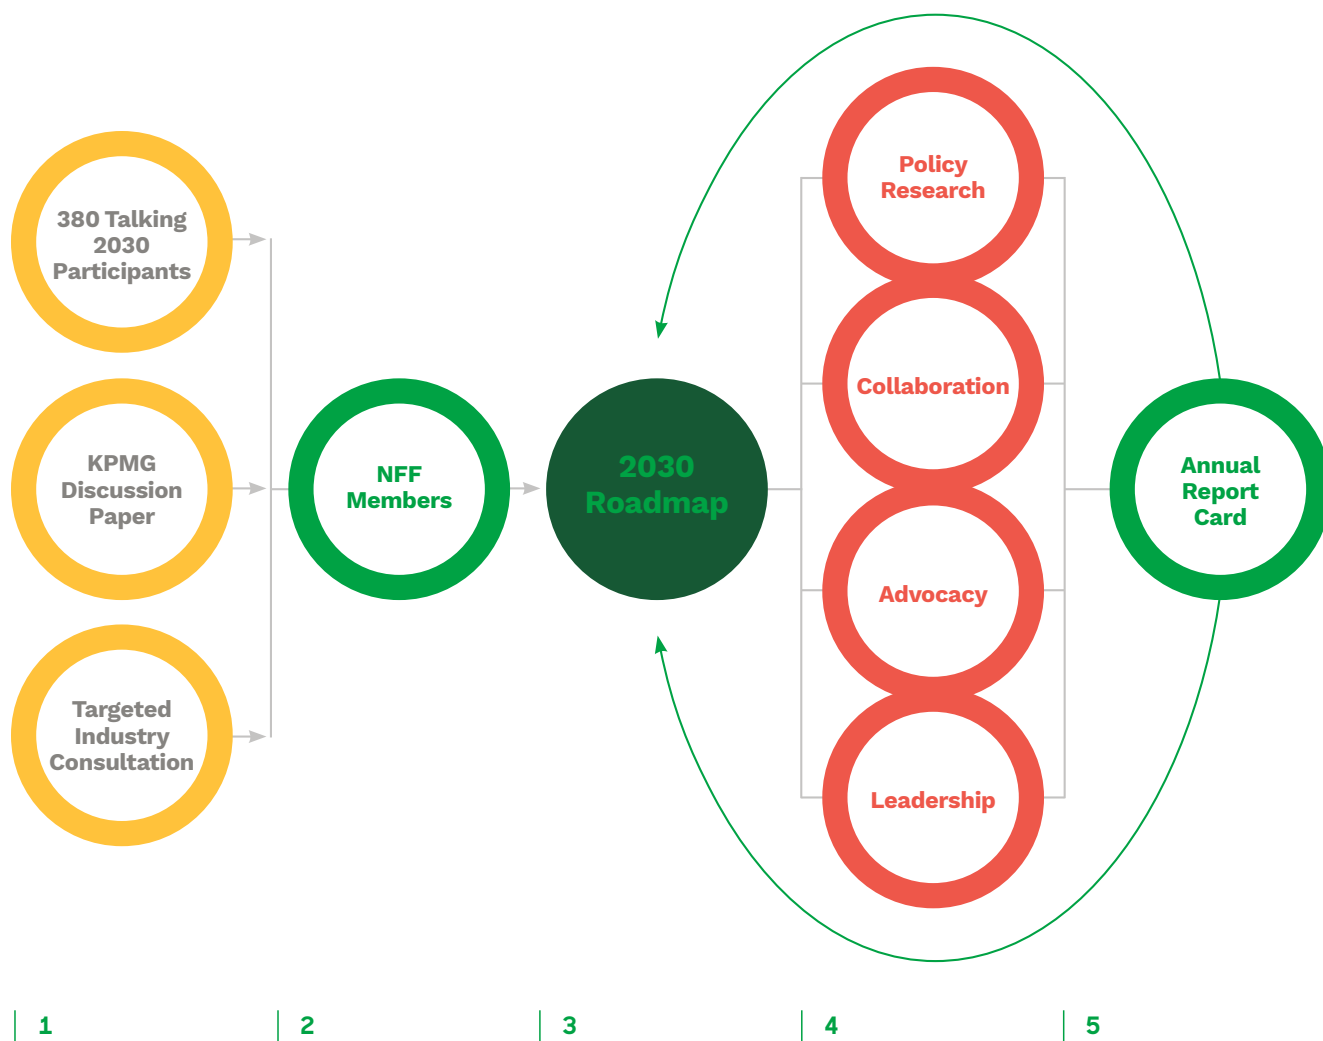 380 Talking
2030
Participants
KPMG
Discussion
Paper
Targeted
Industry
Consultation
NFF
Members
2030
Roadmap
Policy
Research
Collaboration
Advocacy
Leadership
Annual
Report
Card
1
2
3
4
5